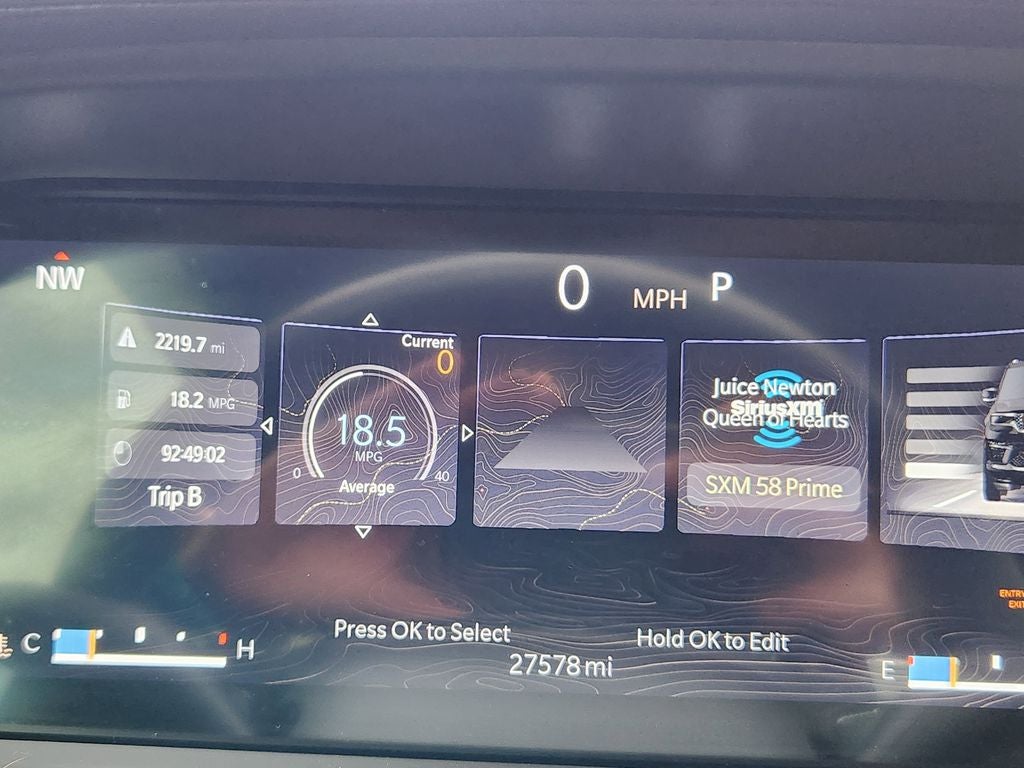 NW
0 MPH P
2219.7 mi
18.2 MPG
92:49:02
Trip B
Current
0
18.5
MPG
0 40
Average
Juice Newton
SiriusXM
Queen of Hearts
SXM 58 Prime
ENTRY
EXIT
Press OK to Select
Hold OK to Edit
C H
27578 mi
E